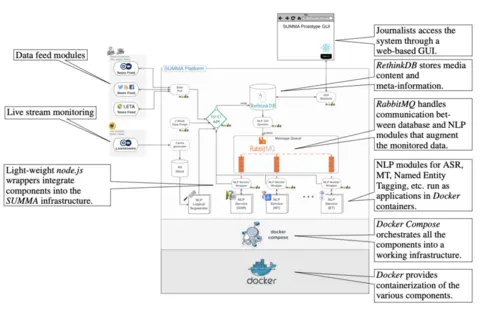 SUMMA Prototype GUI
Journalists access the
system through a
web-based GUI.
Data feed modules
SUMMA Platform
RethinkDB stores media
content and
meta-information.
News Feed
News Feed
LETA
News Feed
REST
API
RethinkDB
Live stream monitoring
RabbitMQ handles
communication bet-
ween database and NLP
modules that augment
the monitored data.
Message Queue
RabbitMQ
Light-weight node.js
wrappers integrate
components into the
SUMMA infrastructure.
NLP modules for ASR,
MT, Named Entity
Tagging, etc. run as
applications in Docker
containers.
NLP
Service
(ASR)
NLP
Service
(MT)
NLP
Service
docker
compose
Docker Compose
orchestrates all the
components into a
working infrastructure.
docker
Docker provides
containerization of the
various components.